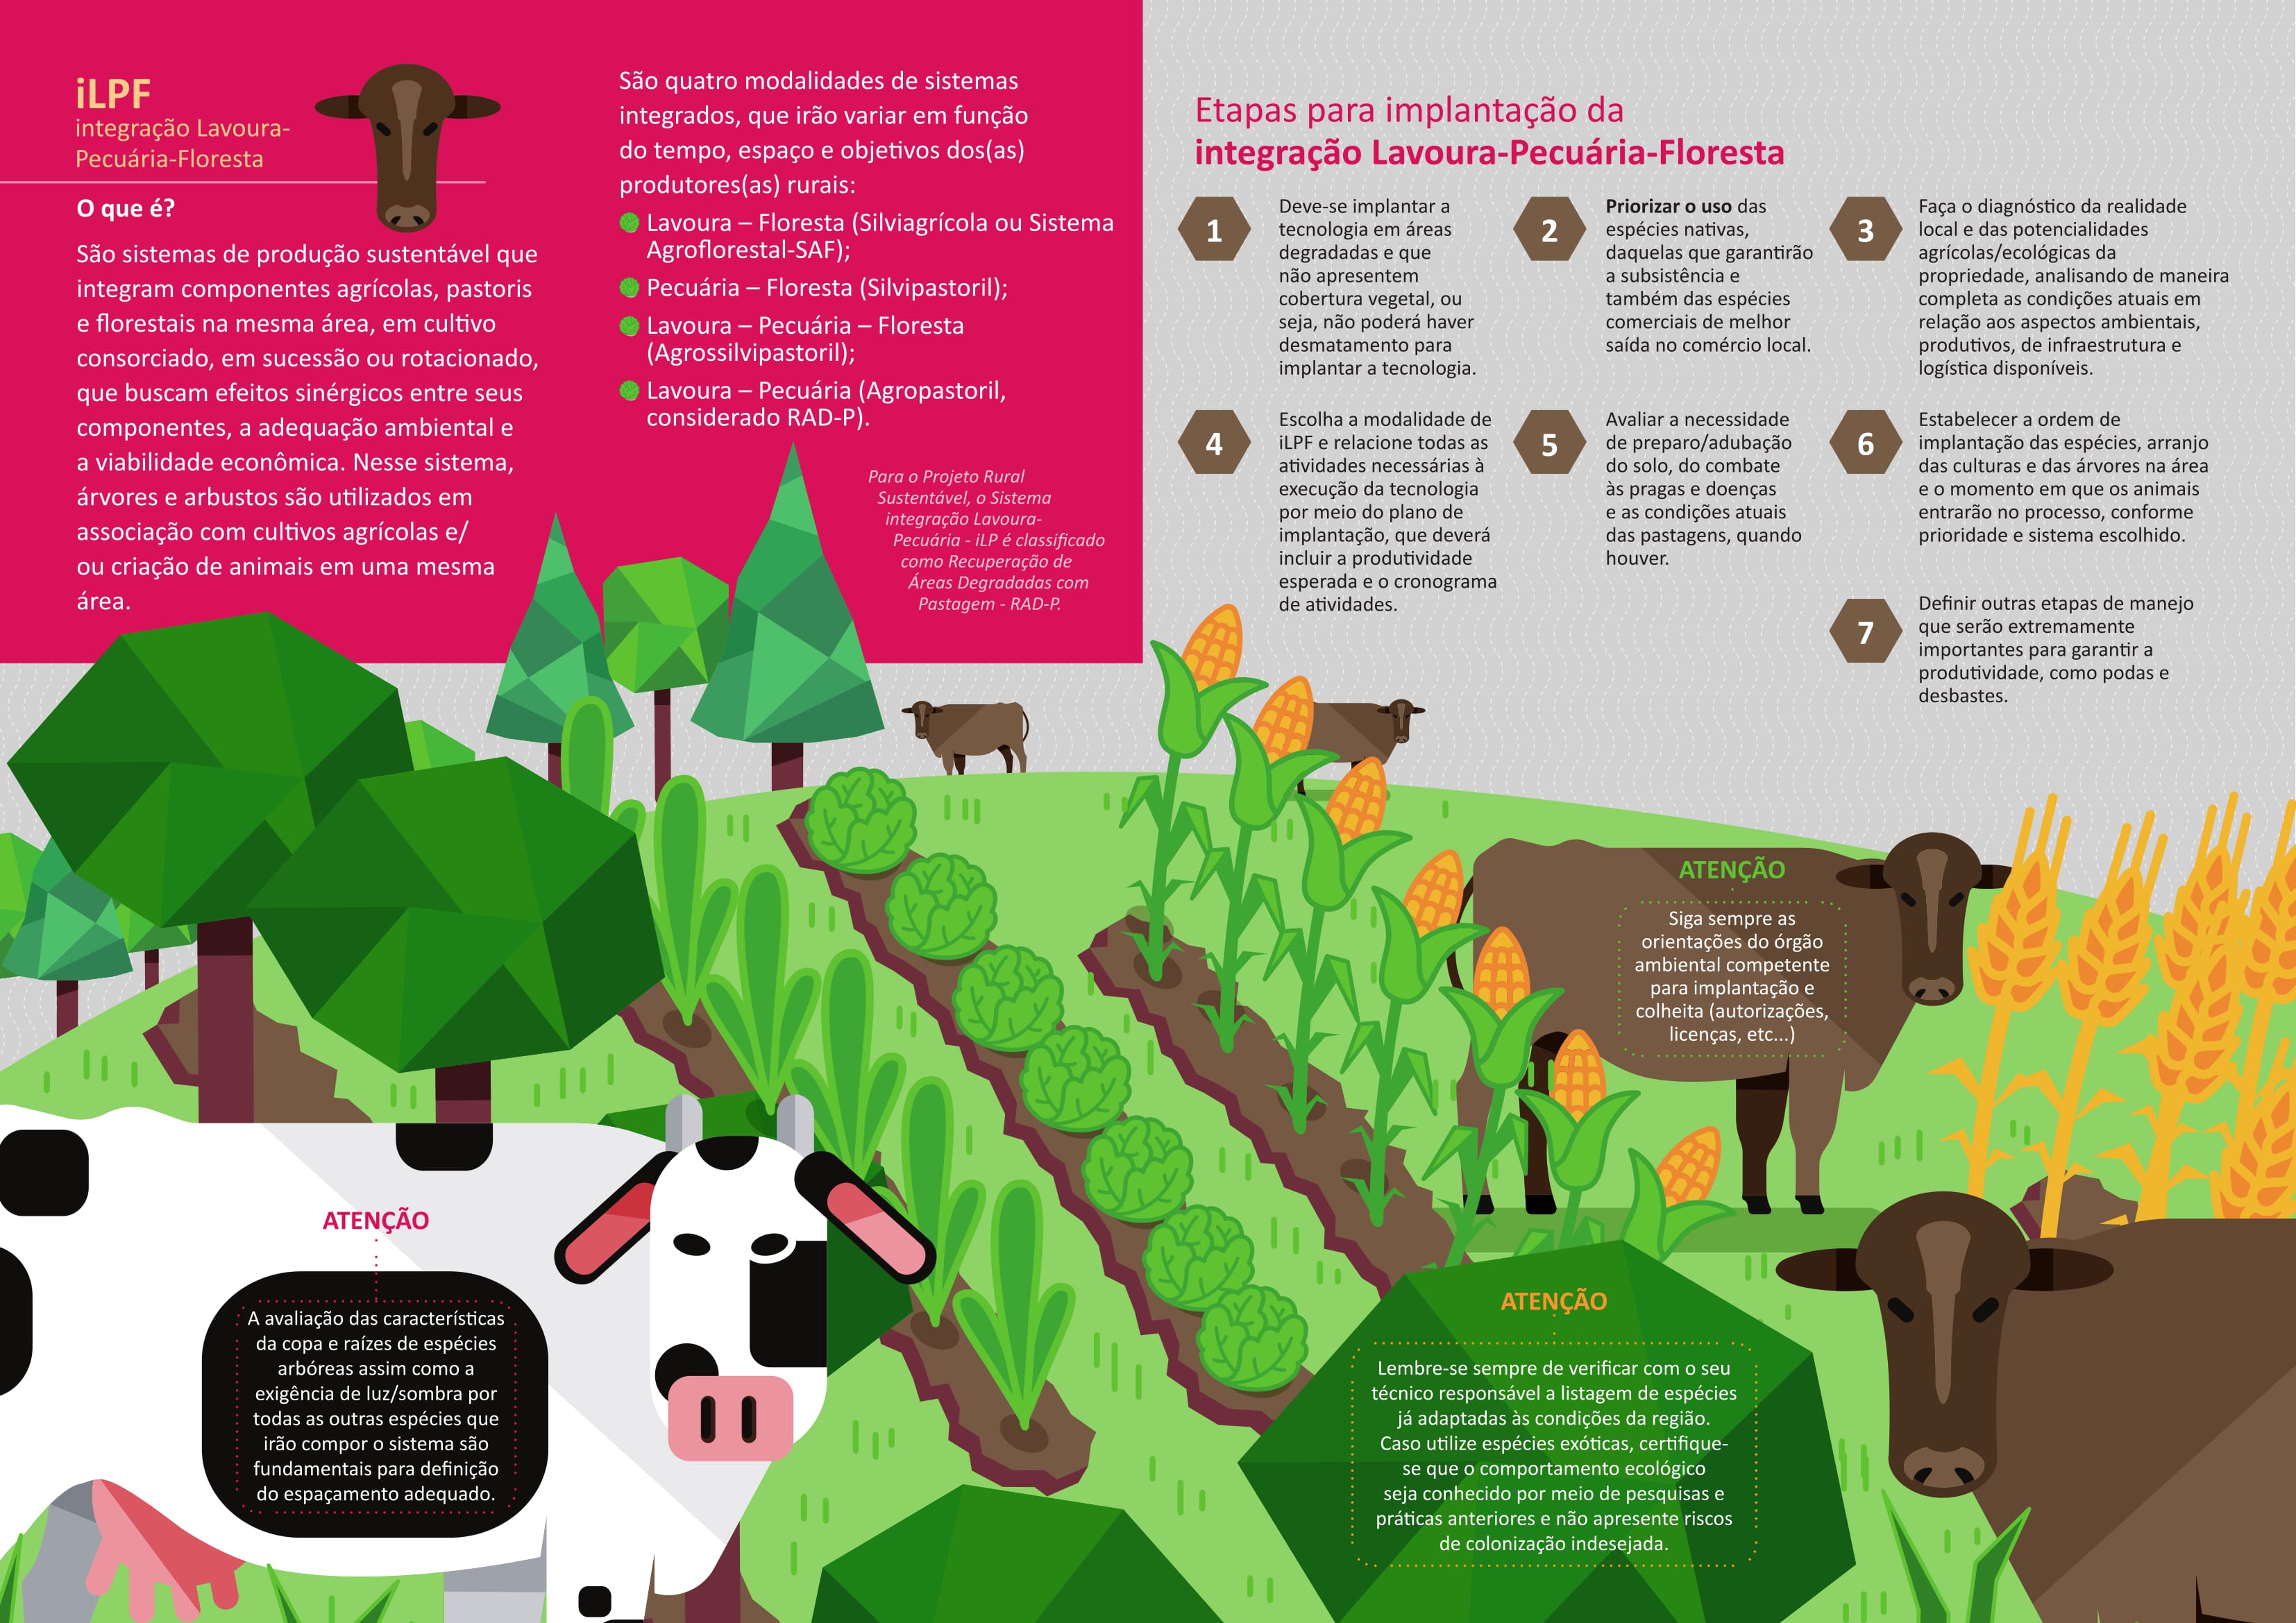 iLPF
integração Lavoura-
Pecuária-Floresta
O que é?
São sistemas de produção sustentável que
integram componentes agrícolas, pastoris
e florestais na mesma área, em cultivo
consorciado, em sucessão ou rotacionado,
que buscam efeitos sinérgicos entre seus
componentes, a adequação ambiental e
a viabilidade econômica. Nesse sistema,
árvores e arbustos são utilizados em
associação com cultivos agrícolas e/
ou criação de animais em uma mesma
área.
São quatro modalidades de sistemas
integrados, que irão variar em função
do tempo, espaço e objetivos dos(as)
produtores(as) rurais:
Lavoura – Floresta (Silviagrícola ou Sistema
Agroflorestal-SAF);
Pecuária – Floresta (Silvipastoril);
Lavoura – Pecuária – Floresta
(Agrossilvipastoril);
Lavoura – Pecuária (Agropastoril,
considerado RAD-P).
Para o Projeto Rural
Sustentável, o Sistema
integração Lavoura-
Pecuária - iLP é classificado
como Recuperação de
Áreas Degradadas com
Pastagem - RAD-P.
Etapas para implantação da
integração Lavoura-Pecuária-Floresta
1
Deve-se implantar a
tecnologia em áreas
degradadas e que
não apresentem
cobertura vegetal, ou
seja, não poderá haver
desmatamento para
implantar a tecnologia.
2
Priorizar o uso das
espécies nativas,
daquelas que garantirão
a subsistência e
também das espécies
comerciais de melhor
saída no comércio local.
3
Faça o diagnóstico da realidade
local e das potencialidades
agrícolas/ecológicas da
propriedade, analisando de maneira
completa as condições atuais em
relação aos aspectos ambientais,
produtivos, de infraestrutura e
logística disponíveis.
4
Escolha a modalidade de
iLPF e relacione todas as
atividades necessárias à
execução da tecnologia
por meio do plano de
implantação, que deverá
incluir a produtividade
esperada e o cronograma
de atividades.
5
Avaliar a necessidade
de preparo/adubação
do solo, do combate
às pragas e doenças
e as condições atuais
das pastagens, quando
houver.
6
Estabelecer a ordem de
implantação das espécies, arranjo
das culturas e das árvores na área
e o momento em que os animais
entrarão no processo, conforme
prioridade e sistema escolhido.
7
Definir outras etapas de manejo
que serão extremamente
importantes para garantir a
produtividade, como podas e
desbastes.
ATENÇÃO
Siga sempre as
orientações do órgão
ambiental competente
para implantação e
colheita (autorizações,
licenças, etc...)
ATENÇÃO
A avaliação das características
da copa e raízes de espécies
arbóreas assim como a
exigência de luz/sombra por
todas as outras espécies que
irão compor o sistema são
fundamentais para definição
do espaçamento adequado.
ATENÇÃO
Lembre-se sempre de verificar com o seu
técnico responsável a listagem de espécies
já adaptadas às condições da região.
Caso utilize espécies exóticas, certifique-
se que o comportamento ecológico
seja conhecido por meio de pesquisas e
práticas anteriores e não apresente riscos
de colonização indesejada.